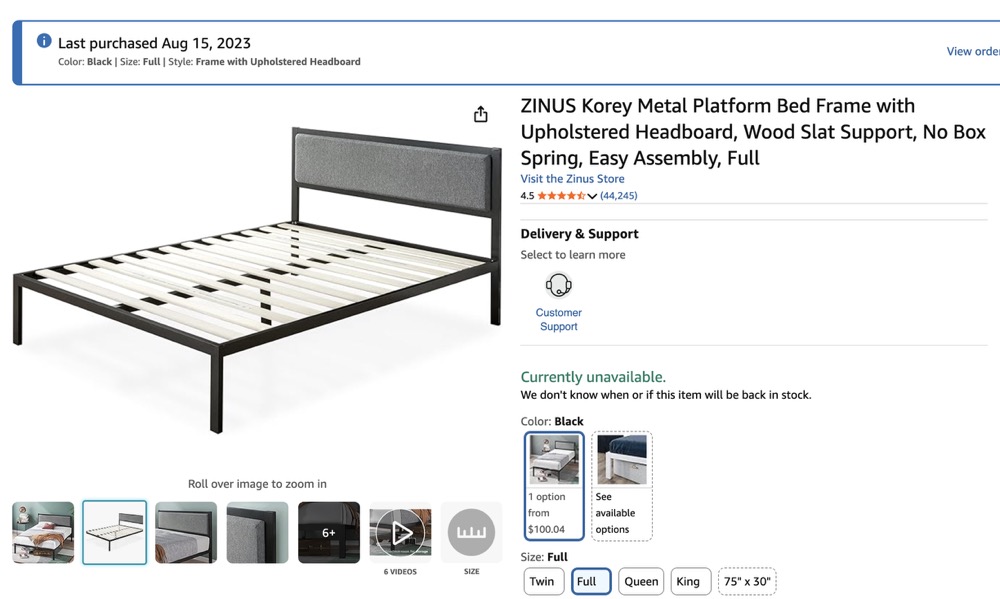 Last purchased Aug 15, 2023
View order
Color: Black | Size: Full | Style: Frame with Upholstered Headboard
ZINUS Korey Metal Platform Bed Frame with
Upholstered Headboard, Wood Slat Support, No Box
Spring, Easy Assembly, Full
Visit the Zinus Store
4.5 (44,245)
Delivery & Support
Select to learn more
Customer
Support
Currently unavailable.
We don't know when or if this item will be back in stock.
Color: Black
1 option
from
$100.04
See
available
options
Size: Full
Twin Full Queen King 75" x 30"
Roll over image to zoom in
6+
6 VIDEOS
SIZE